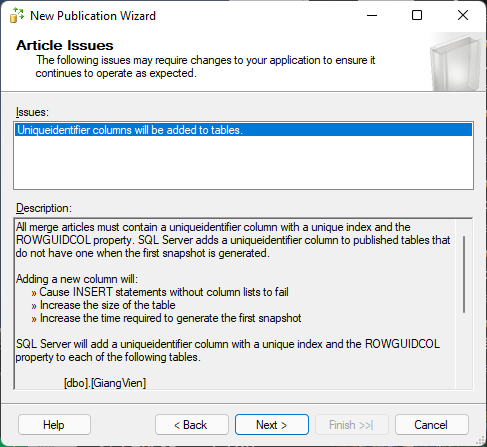 New Publication Wizard
Article Issues
The following issues may require changes to your application to ensure it
continues to operate as expected.
Issues:
Uniqueidentifier columns will be added to tables.
Description:
All merge articles must contain a uniqueidentifier column with a unique index and the
ROWGUIDCOL property. SQL Server adds a uniqueidentifier column to published tables that
do not have one when the first snapshot is generated.
Adding a new column will:
» Cause INSERT statements without column lists to fail
» Increase the size of the table
» Increase the time required to generate the first snapshot
SQL Server will add a uniqueidentifier column with a unique index and the ROWGUIDCOL
property to each of the following tables.
[dbo].[GiangVien]
Help
< Back
Next >
Finish >>|
Cancel